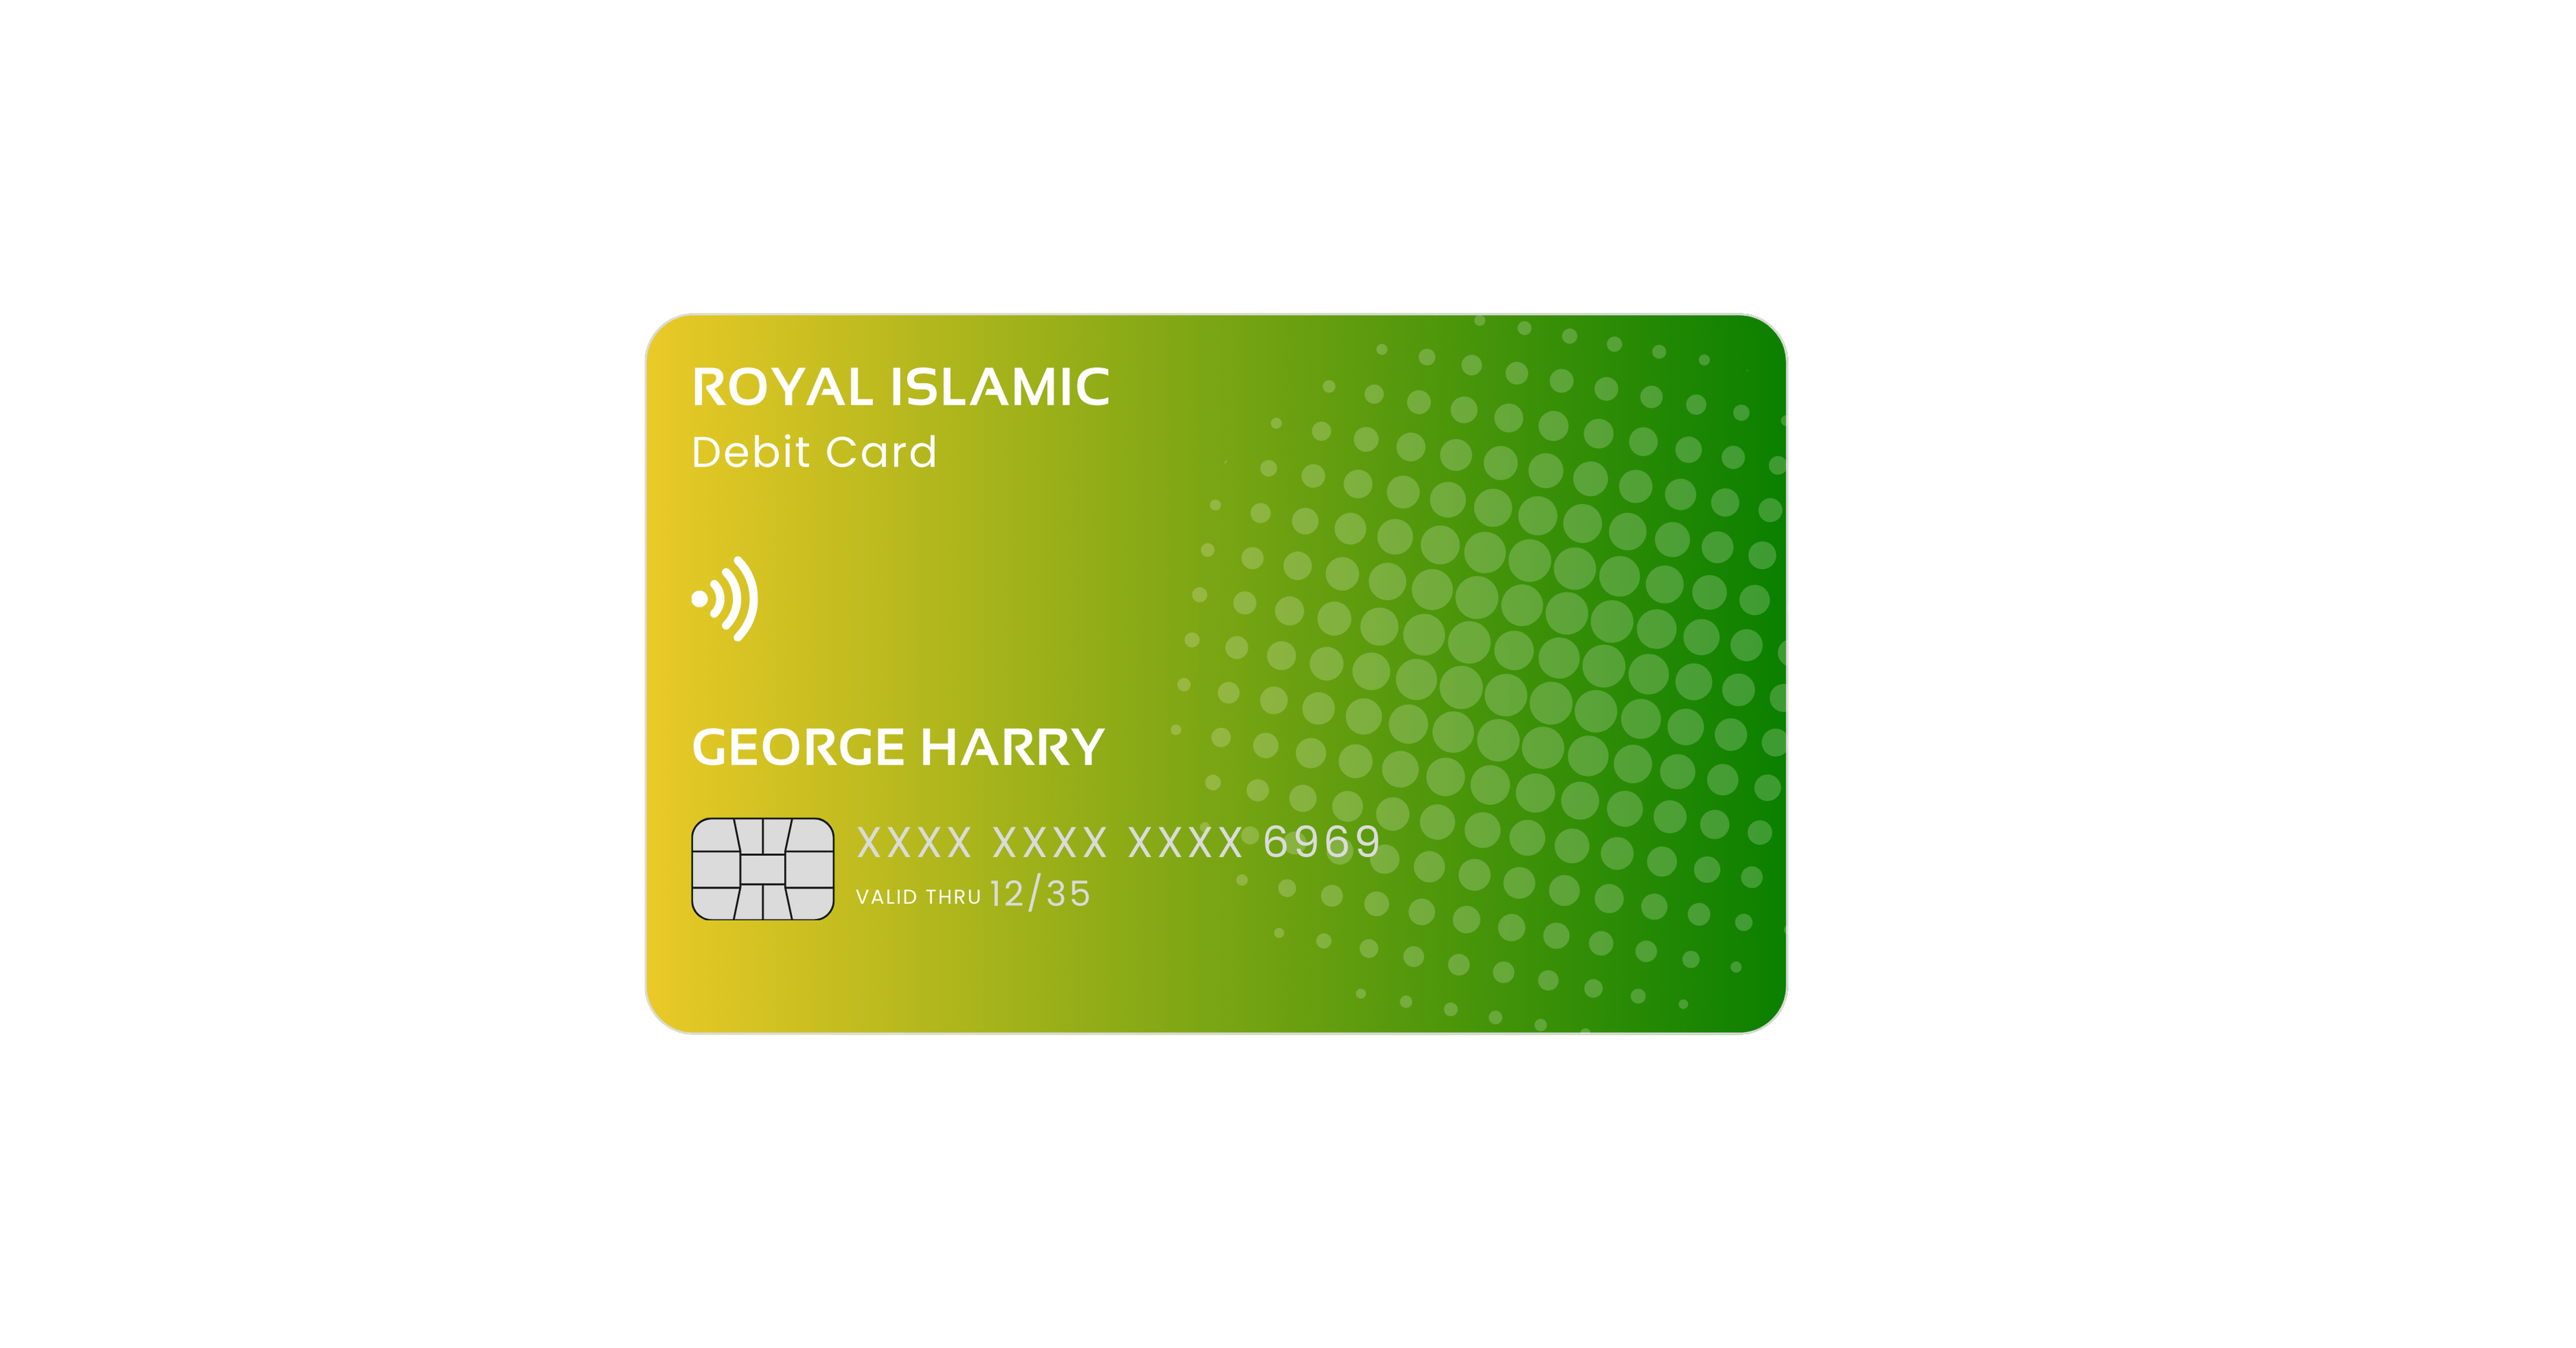 ROYAL ISLAMIC
Debit Card
GEORGE HARRY
XXXX XXXX XXXX 6969
VALID THRU 12/35